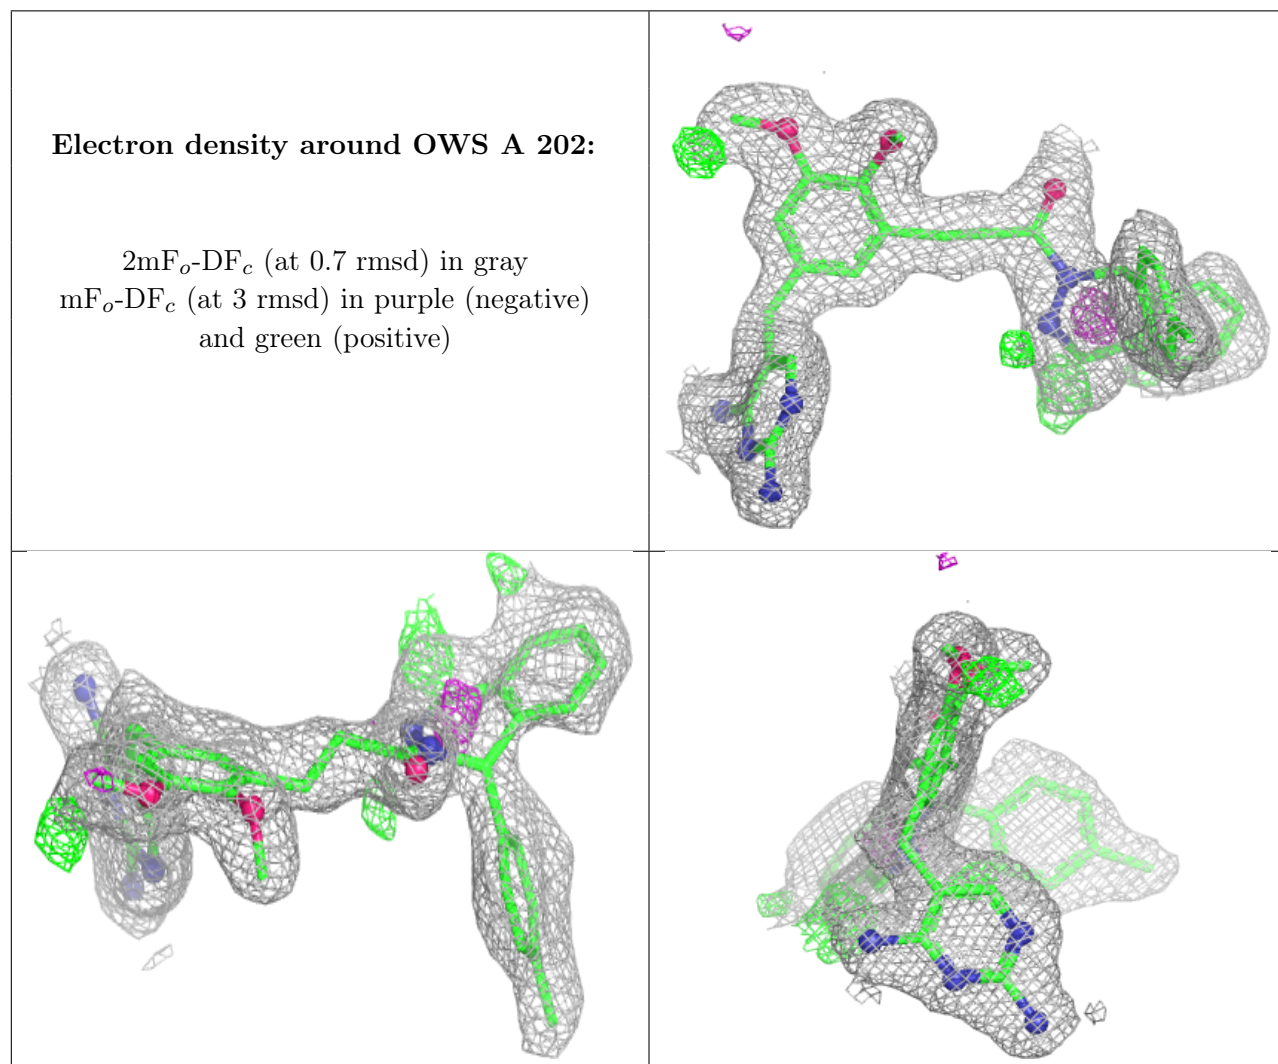 Electron density around OWS A 202:
2mFo-DFc (at 0.7 rmsd) in gray
mFo-DFc (at 3 rmsd) in purple (negative)
and green (positive)